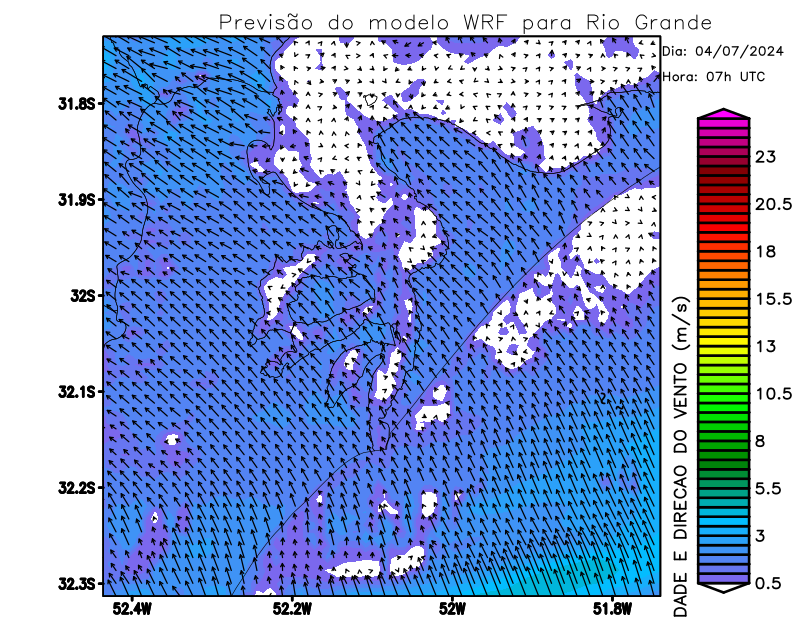 Previsão do modelo WRF para Rio Grande
Dia: 04/07/2024
Hora: 07h UTC
31.8S
31.9S
32S
32.1S
32.2S
32.3S
52.4W
52.2W
52W
51.8W
DADE E DIRECAO DO VENTO (m/s)
23
20.5
18
15.5
13
10.5
8
5.5
3
0.5